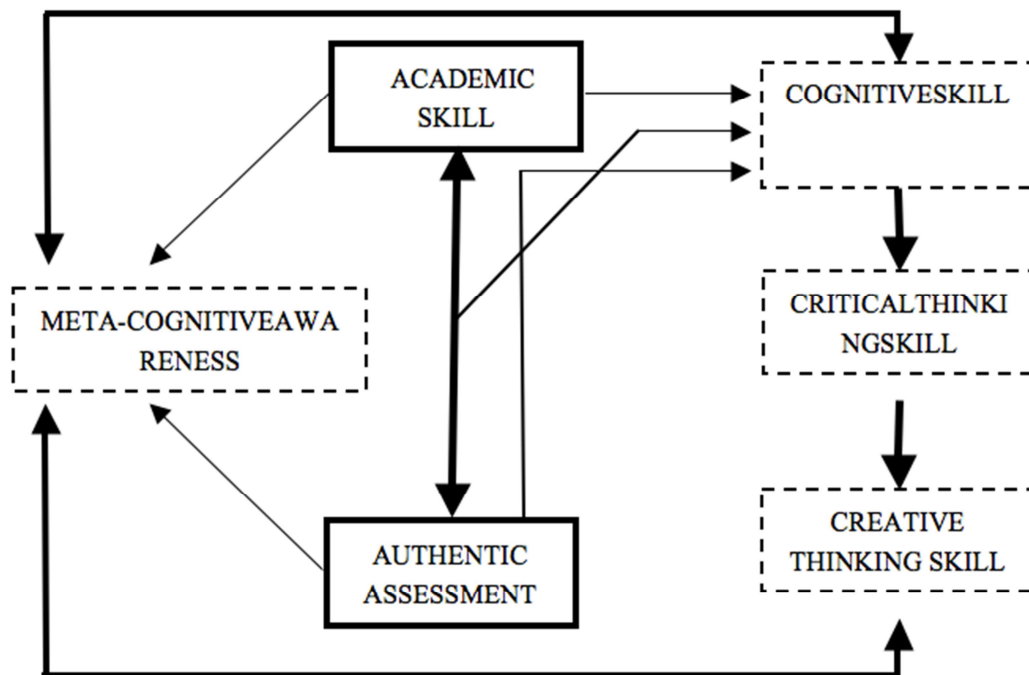 ACADEMIC
SKILL
COGNITIVESKILL
META-COGNITIVEAWA
RENESS
CRITICALTHINKI
NGSKILL
AUTHENTIC
ASSESSMENT
CREATIVE
THINKING SKILL